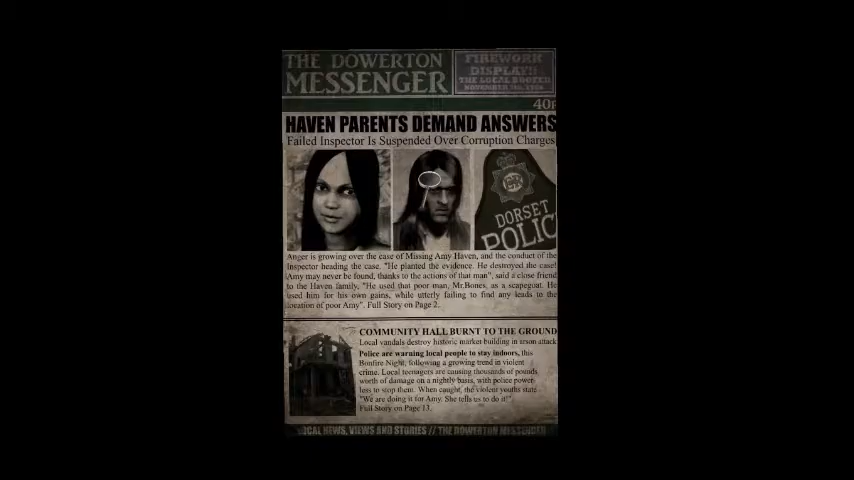 THE DOWERTON
MESSENGER
FIREWORK
DISPLAY!!
THE LOCAL
40p
HAVEN PARENTS DEMAND ANSWERS
Failed Inspector Is Suspended Over Corruption Charges
DORSET
POLIC
Anger is growing over the case of Missing Amy Haven, and the conduct of the
Inspector heading the case. "He planted the evidence. He destroyed the case!
Amy may never be found, thanks to the actions of that man", said a close friend
to the Haven family, "He used that poor man, Mr.Bones, as a scapegoat. He
used him for his own gains, while utterly failing to find any leads to the
location of poor Amy". Full Story on Page 2.
COMMUNITY HALL BURNT TO THE GROUND
Local vandals destroy historic market building in arson attack
Police are warning local people to stay indoors, this
Bonfire Night, following a growing trend in violent
crime. Local teenagers are causing thousands of pounds
worth of damage on a nightly basis, with police power-
less to stop them. When caught, the violent youths state
"We are doing it for Amy. She tells us to do it!".
Full Story on Page 13.
LOCAL NEWS, VIEWS AND STORIES // THE DOWERTON MESSENGER